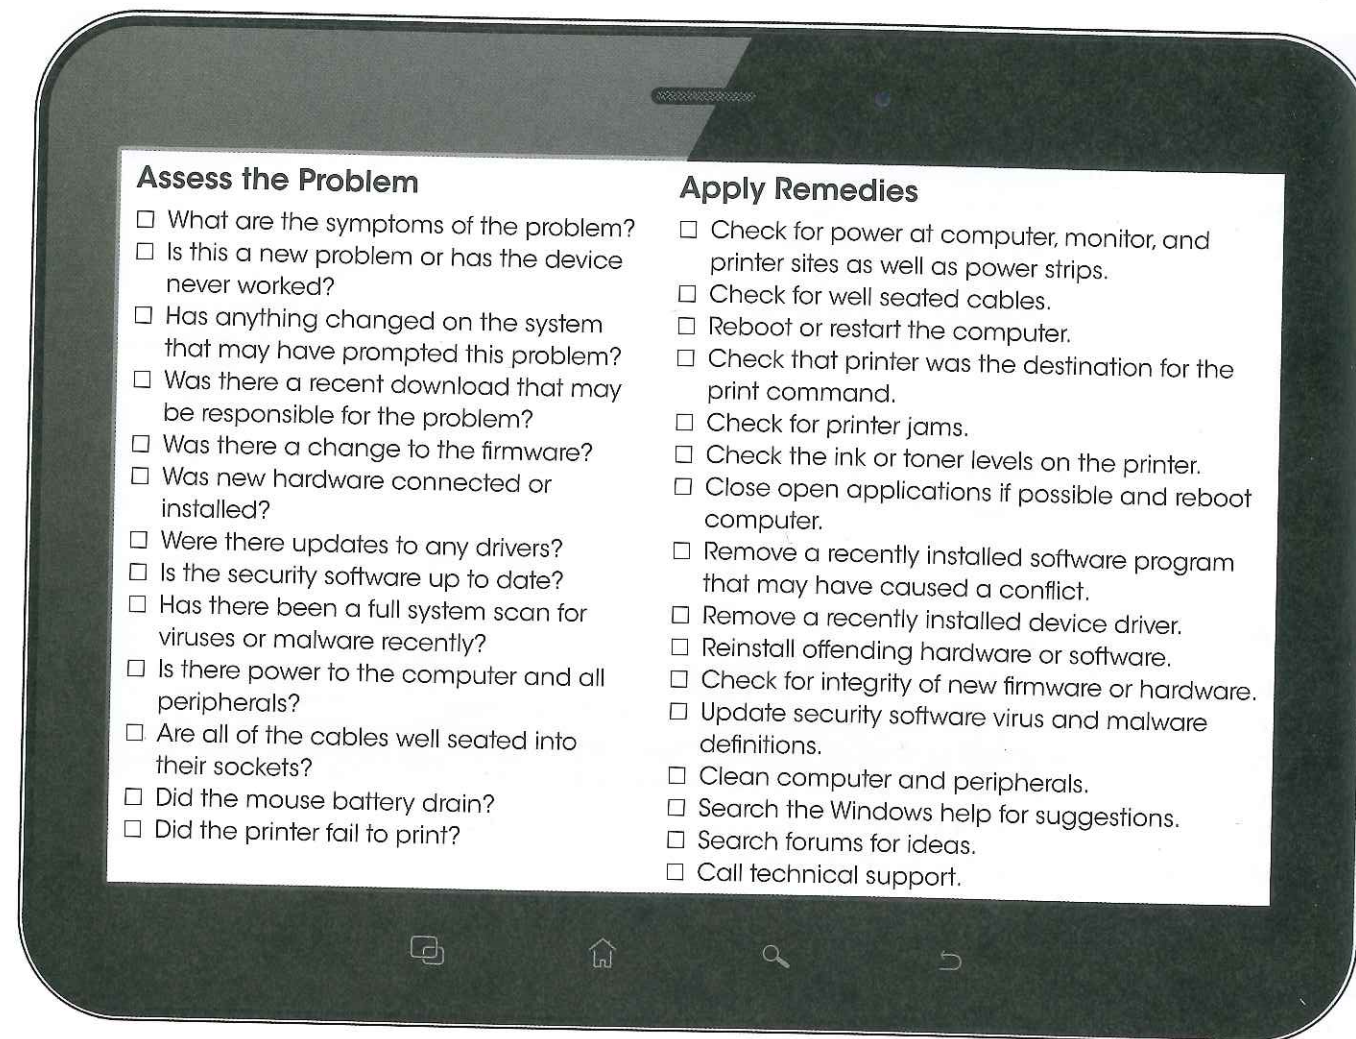 Assess the Problem
☐ What are the symptoms of the problem?
☐ Is this a new problem or has the device
never worked?
☐ Has anything changed on the system
that may have prompted this problem?
☐ Was there a recent download that may
be responsible for the problem?
☐ Was there a change to the firmware?
☐ Was new hardware connected or
installed?
☐ Were there updates to any drivers?
☐ Is the security software up to date?
☐ Has there been a full system scan for
viruses or malware recently?
☐ Is there power to the computer and all
peripherals?
☐ Are all of the cables well seated into
their sockets?
☐ Did the mouse battery drain?
☐ Did the printer fail to print?
Apply Remedies
☐ Check for power at computer, monitor, and
printer sites as well as power strips.
☐ Check for well seated cables.
☐ Reboot or restart the computer.
☐ Check that printer was the destination for the
print command.
☐ Check for printer jams.
☐ Check the ink or toner levels on the printer.
☐ Close open applications if possible and reboot
computer.
☐ Remove a recently installed software program
that may have caused a conflict.
☐ Remove a recently installed device driver.
☐ Reinstall offending hardware or software.
☐ Check for integrity of new firmware or hardware.
☐ Update security software virus and malware
definitions.
☐ Clean computer and peripherals.
☐ Search the Windows help for suggestions.
☐ Search forums for ideas.
☐ Call technical support.